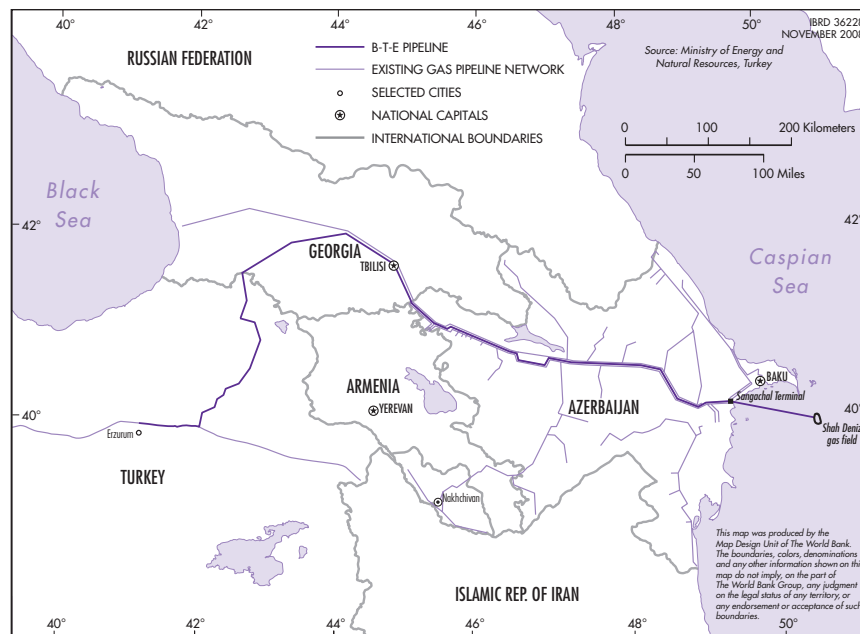 40°
42°
44°
46°
48°
50°
IBRD 36228
NOVEMBER 2008
RUSSIAN FEDERATION
B-T-E PIPELINE
EXISTING GAS PIPELINE NETWORK
SELECTED CITIES
NATIONAL CAPITALS
INTERNATIONAL BOUNDARIES
Source: Ministry of Energy and
Natural Resources, Turkey
0 100 200 Kilometers
0 50 100 Miles
Black
Sea
42°
42°
GEORGIA
TBILISI
Caspian
Sea
ARMENIA
YEREVAN
AZERBAIJAN
BAKU
Sangachal Terminal
40°
40°
Shah Deniz
gas field
Erzurum
TURKEY
Nakhchivan
ISLAMIC REP. OF IRAN
This map was produced by the
Map Design Unit of The World Bank.
The boundaries, colors, denominations
and any other information shown on this
map do not imply, on the part of
The World Bank Group, any judgment
on the legal status of any territory, or
any endorsement or acceptance of such
boundaries.
40°
42°
44°
46°
48°
50°